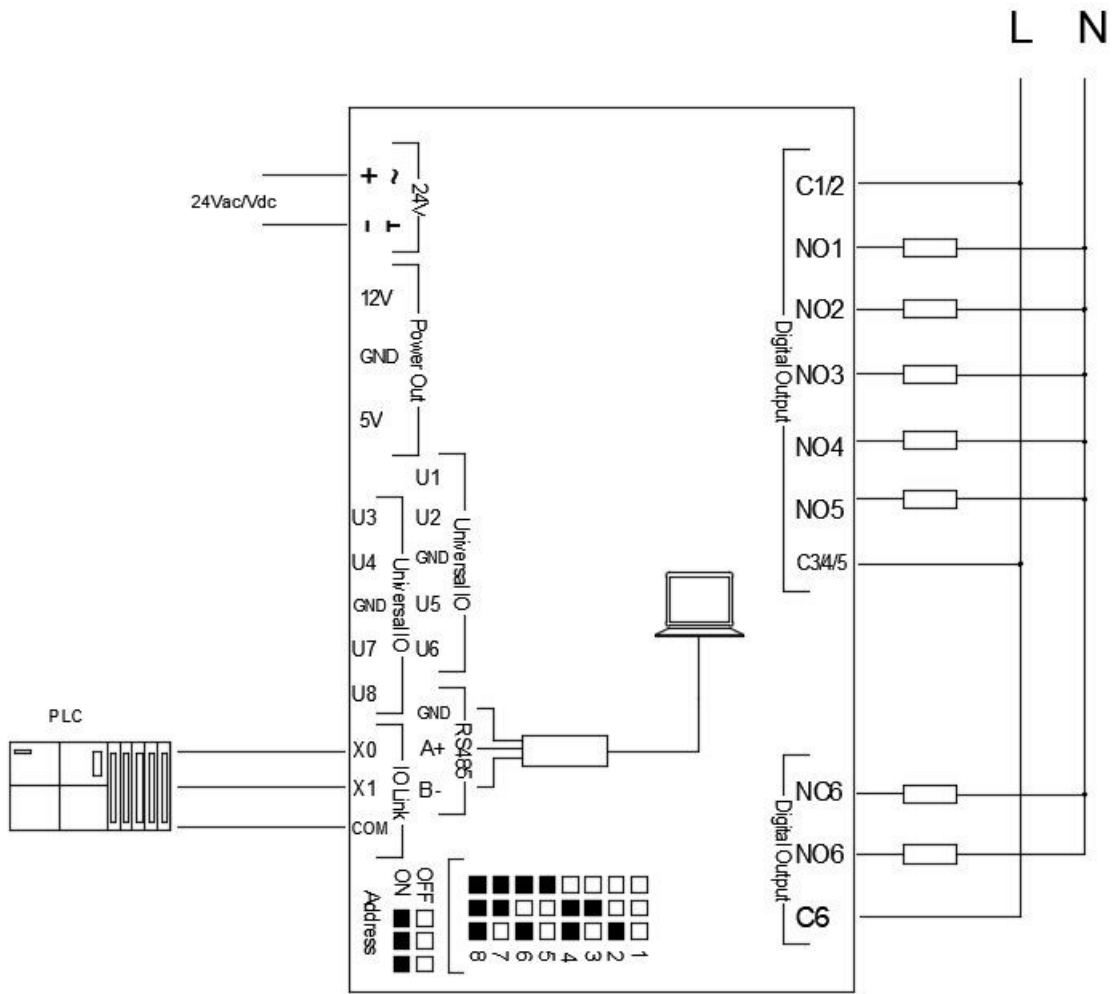 L N
24Vac/Vdc
+ ~
- T
24V
12V
GND
5V
Power Out
U1
U2
GND
U5
U6
Universal IO
U3
U4
GND
U7
U8
Universal IO
GND
A+
B-
RS485
PLC
X0
X1
COM
IO Link
Address
ON
OFF
8 7 6 5 4 3 2 1
C1/2
NO1
NO2
NO3
NO4
NO5
C3/4/5
Digital Output
NC6
NO6
C6
Digital Output